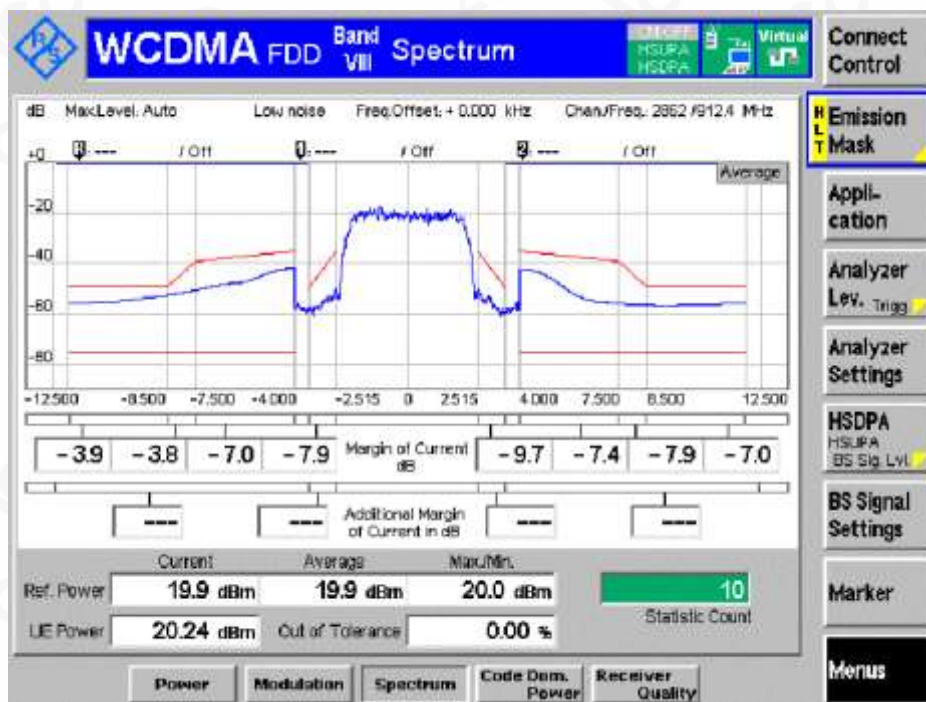 R S
WCDMA FDD Band VIII Spectrum
HSUPA
HSDPA
Virtual
Connect Control
dB Max.Level: Auto Low noise Freq.Offset: + 0.000 kHz Chan./Freq.: 2862 /912.4 MHz
H L T
Emission Mask
--- / Off --- / Off 2: --- / Off
+0
Average
-20
-40
-60
-80
-12.500 -8.500 -7.500 -4.000 -2.515 0 2.515 4.000 7.500 8.500 12.500
Appli-cation
Analyzer Lev. Trigg.
Analyzer Settings
-3.9 -3.8 -7.0 -7.9 Margin of Current dB -9.7 -7.4 -7.9 -7.0
HSDPA
HSUPA
BS Sig. Lvl.
--- --- Additional Margin of Current in dB --- ---
BS Signal Settings
Current Average Max./Min.
Ref. Power 19.9 dBm 19.9 dBm 20.0 dBm 10
Statistic Count
UE Power 20.24 dBm Out of Tolerance 0.00 %
Marker
Power Modulation Spectrum Code Dom. Power Receiver Quality
Menus